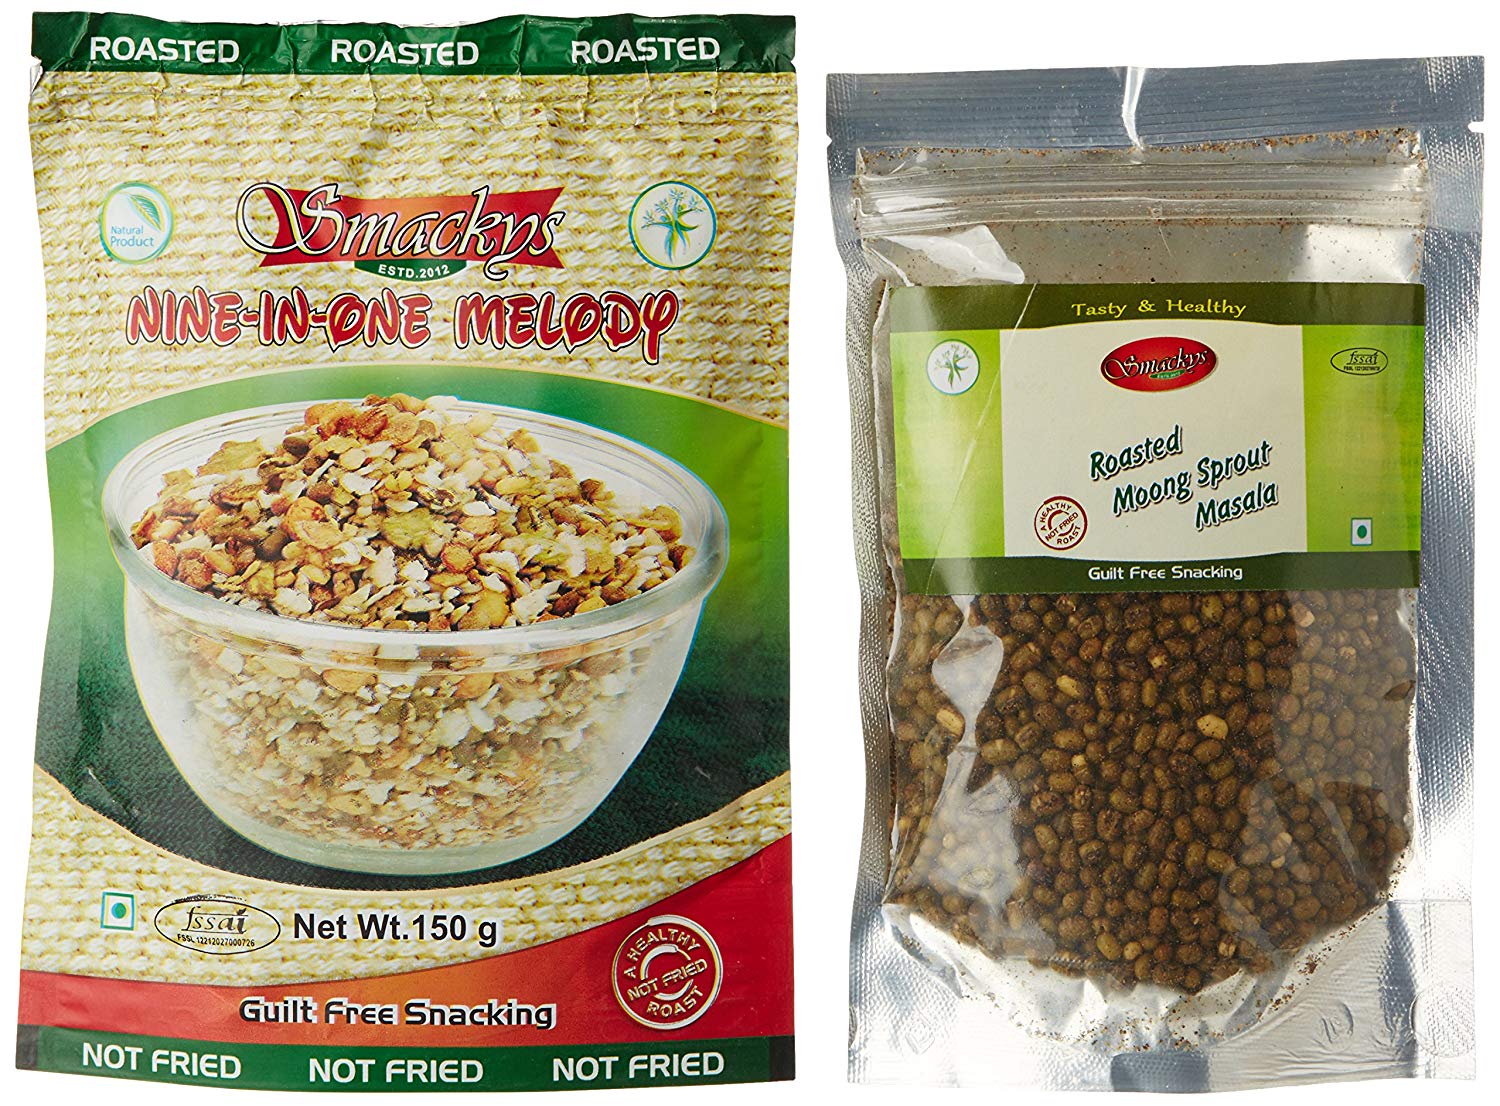 ROASTED ROASTED ROASTED
Natural
Product
Smackys
ESTD.2012
NINE-IN-ONE MELODY
fssai
FSSL 12212027000726
Net Wt.150 g
A HEALTHY
NOT FRIED
ROAST
Guilt Free Snacking
NOT FRIED NOT FRIED NOT FRIED
Tasty & Healthy
Smackys
fssai
Roasted
Moong Sprout
Masala
A HEALTHY
NOT FRIED
ROAST
Guilt Free Snacking